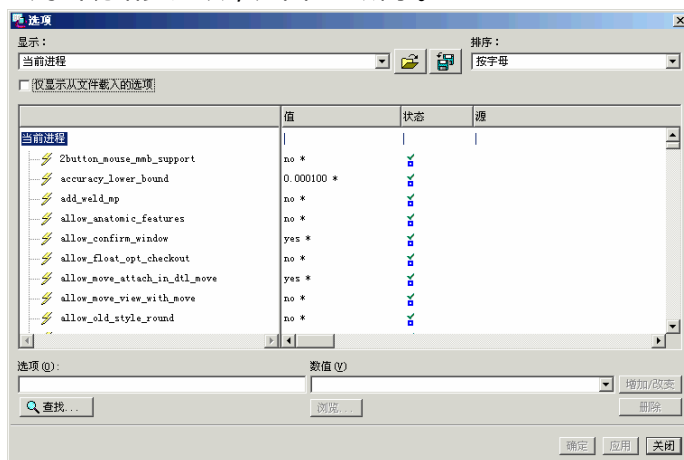 选项
显示：
排序：
当前进程
按字母
仅显示从文件载入的选项
值 状态 源
当前进程
2button_mouse_mmb_support no *
accuracy_lower_bound 0.000100 *
add_weld_mp no *
allow_anatomic_features no *
allow_confirm_window yes *
allow_float_opt_checkout no *
allow_move_attach_in_dtl_move yes *
allow_move_view_with_move no *
allow_old_style_round no *
选项(O):
数值(V)
增加/改变
查找...
浏览...
删除
确定 应用 关闭